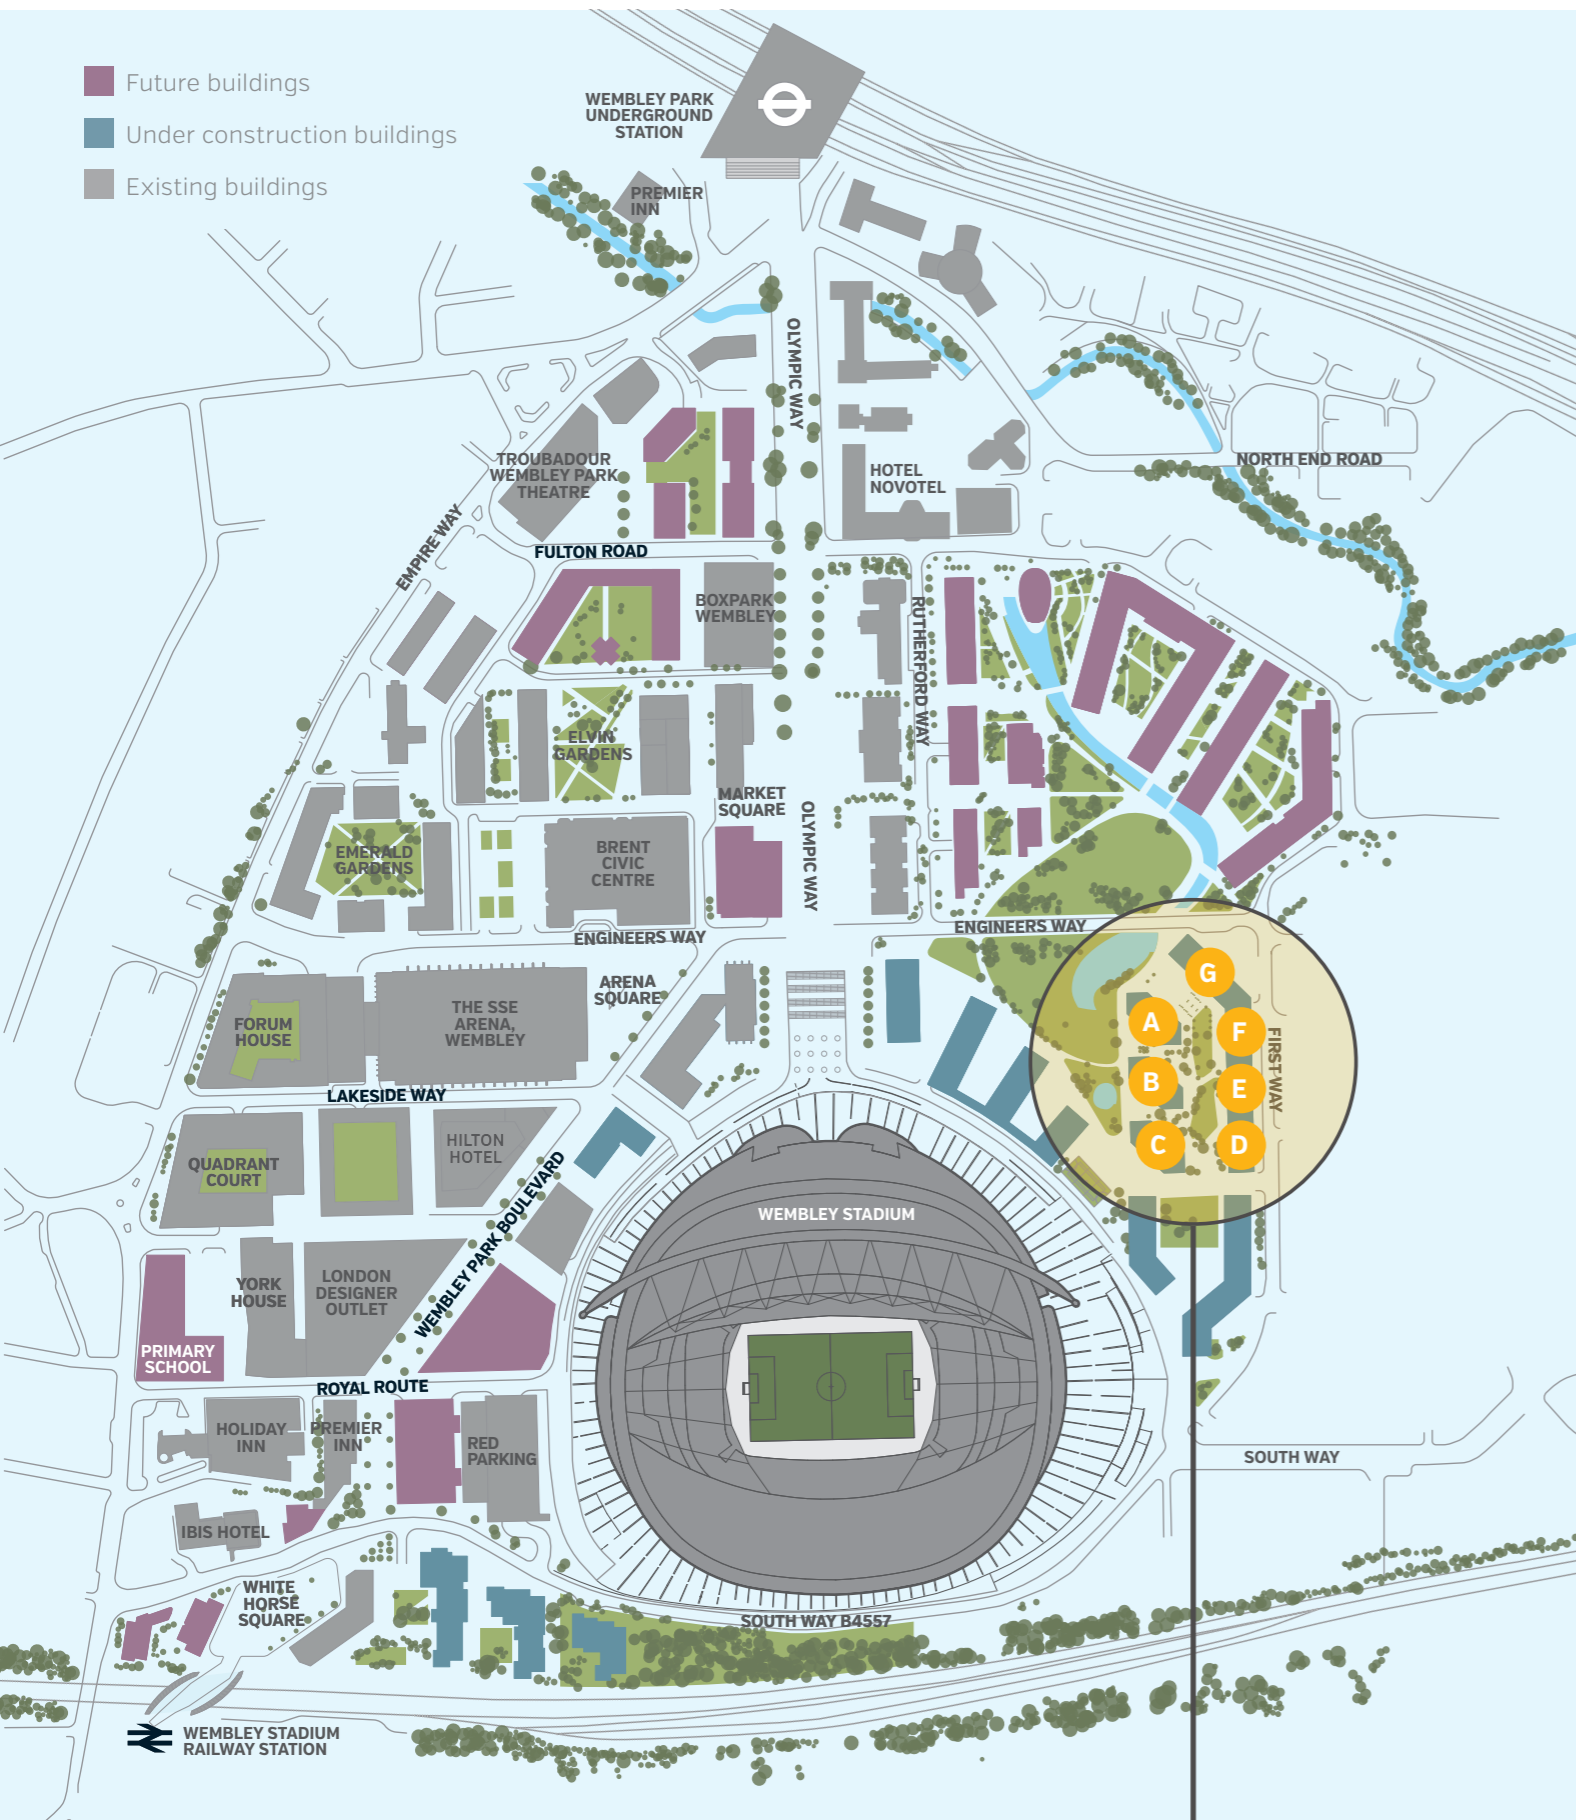 Future buildings
Under construction buildings
Existing buildings
WEMBLEY PARK
UNDERGROUND
STATION
PREMIER
INN
OLYMPIC WAY
TROUBADOUR
WEMBLEY PARK
THEATRE
HOTEL
NOVOTEL
NORTH END ROAD
EMPIRE WAY
FULTON ROAD
BOXPARK
WEMBLEY
RUTHERFORD WAY
ELVIN
GARDENS
MARKET
SQUARE
OLYMPIC WAY
EMERALD
GARDENS
BRENT
CIVIC
CENTRE
ENGINEERS WAY
ENGINEERS WAY
G
A
F
B
E
C
D
FIRST WAY
ARENA
SQUARE
THE SSE
ARENA,
WEMBLEY
FORUM
HOUSE
LAKESIDE WAY
HILTON
HOTEL
QUADRANT
COURT
WEMBLEY PARK BOULEVARD
WEMBLEY STADIUM
YORK
HOUSE
LONDON
DESIGNER
OUTLET
PRIMARY
SCHOOL
ROYAL ROUTE
HOLIDAY
INN
PREMIER
INN
RED
PARKING
SOUTH WAY
IBIS HOTEL
WHITE
HORSE
SQUARE
SOUTH WAY B4557
WEMBLEY STADIUM
RAILWAY STATION